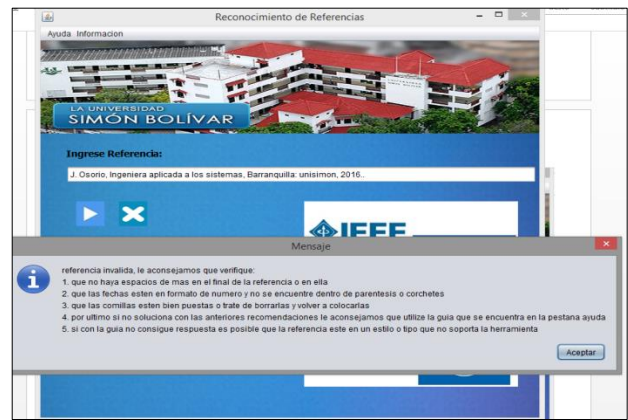 Reconocimiento de Referencias
Ayuda Informacion
LA UNIVERSIDAD
SIMÓN BOLÍVAR
Ingrese Referencia:
J. Osorio, Ingeniera aplicada a los sistemas, Barranquilla: unisimon, 2016..
IEEE
Mensaje
referencia invalida, le aconsejamos que verifique:
1. que no haya espacios de mas en el final de la referencia o en ella
2. que las fechas esten en formato de numero y no se encuentre dentro de parentesis o corchetes
3. que las comillas esten bien puestas o trate de borrarlas y volver a colocarlas
4. por ultimo si no soluciona con las anteriores recomendaciones le aconsejamos que utilize la guia que se encuentra en la pestana ayuda
5. si con la guia no consigue respuesta es posible que la referencia este en un estilo o tipo que no soporta la herramienta
Aceptar